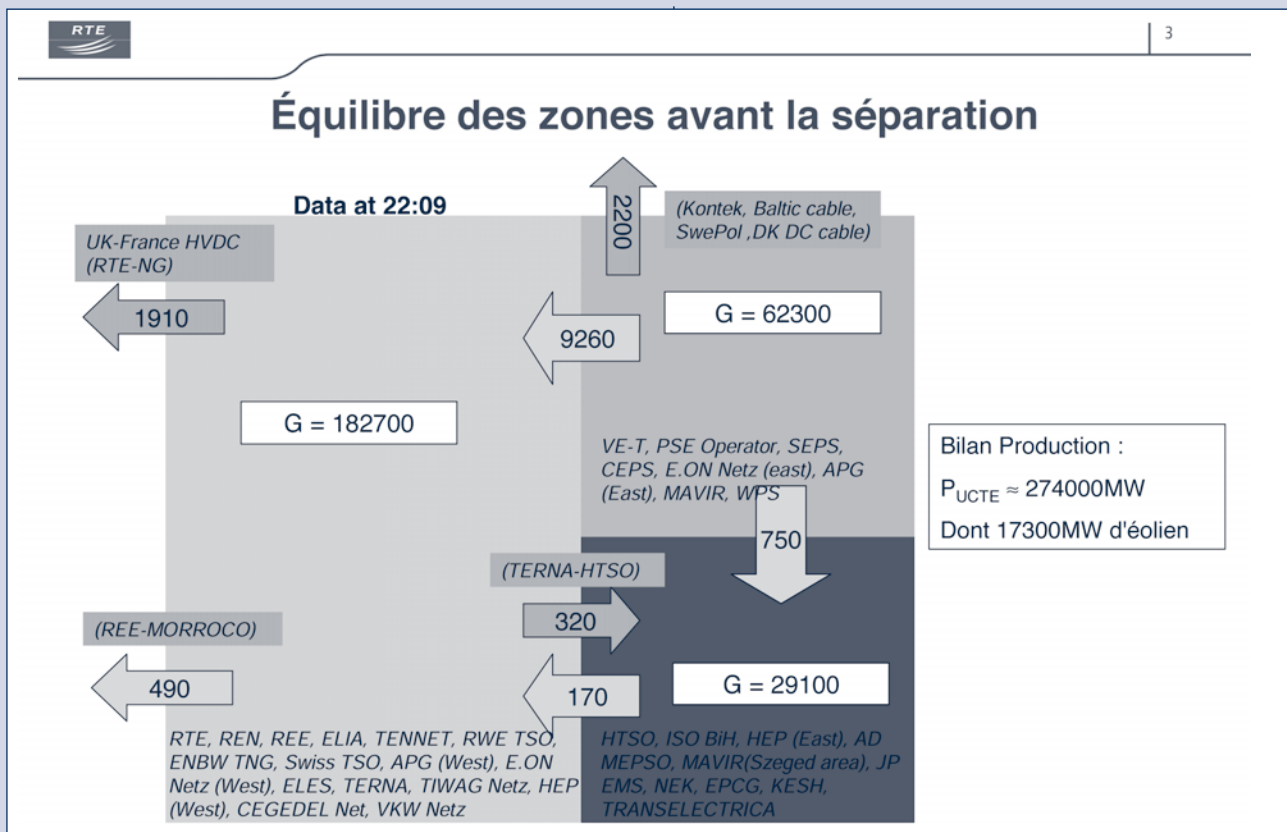 RTE
3
Équilibre des zones avant la séparation
Data at 22:09
2200
(Kontek, Baltic cable,
SwePol ,DK DC cable)
UK-France HVDC
(RTE-NG)
1910
9260
G = 62300
G = 182700
VE-T, PSE Operator, SEPS,
CEPS, E.ON Netz (east), APG
(East), MAVIR, WPS
Bilan Production :
PUCTE ≈ 274000MW
Dont 17300MW d'éolien
750
(TERNA-HTSO)
320
(REE-MORROCO)
490
170
G = 29100
RTE, REN, REE, ELIA, TENNET, RWE TSO,
ENBW TNG, Swiss TSO, APG (West), E.ON
Netz (West), ELES, TERNA, TIWAG Netz, HEP
(West), CEGEDEL Net, VKW Netz
HTSO, ISO BiH, HEP (East), AD
MEPSO, MAVIR(Szeged area), JP
EMS, NEK, EPCG, KESH,
TRANSELECTRICA